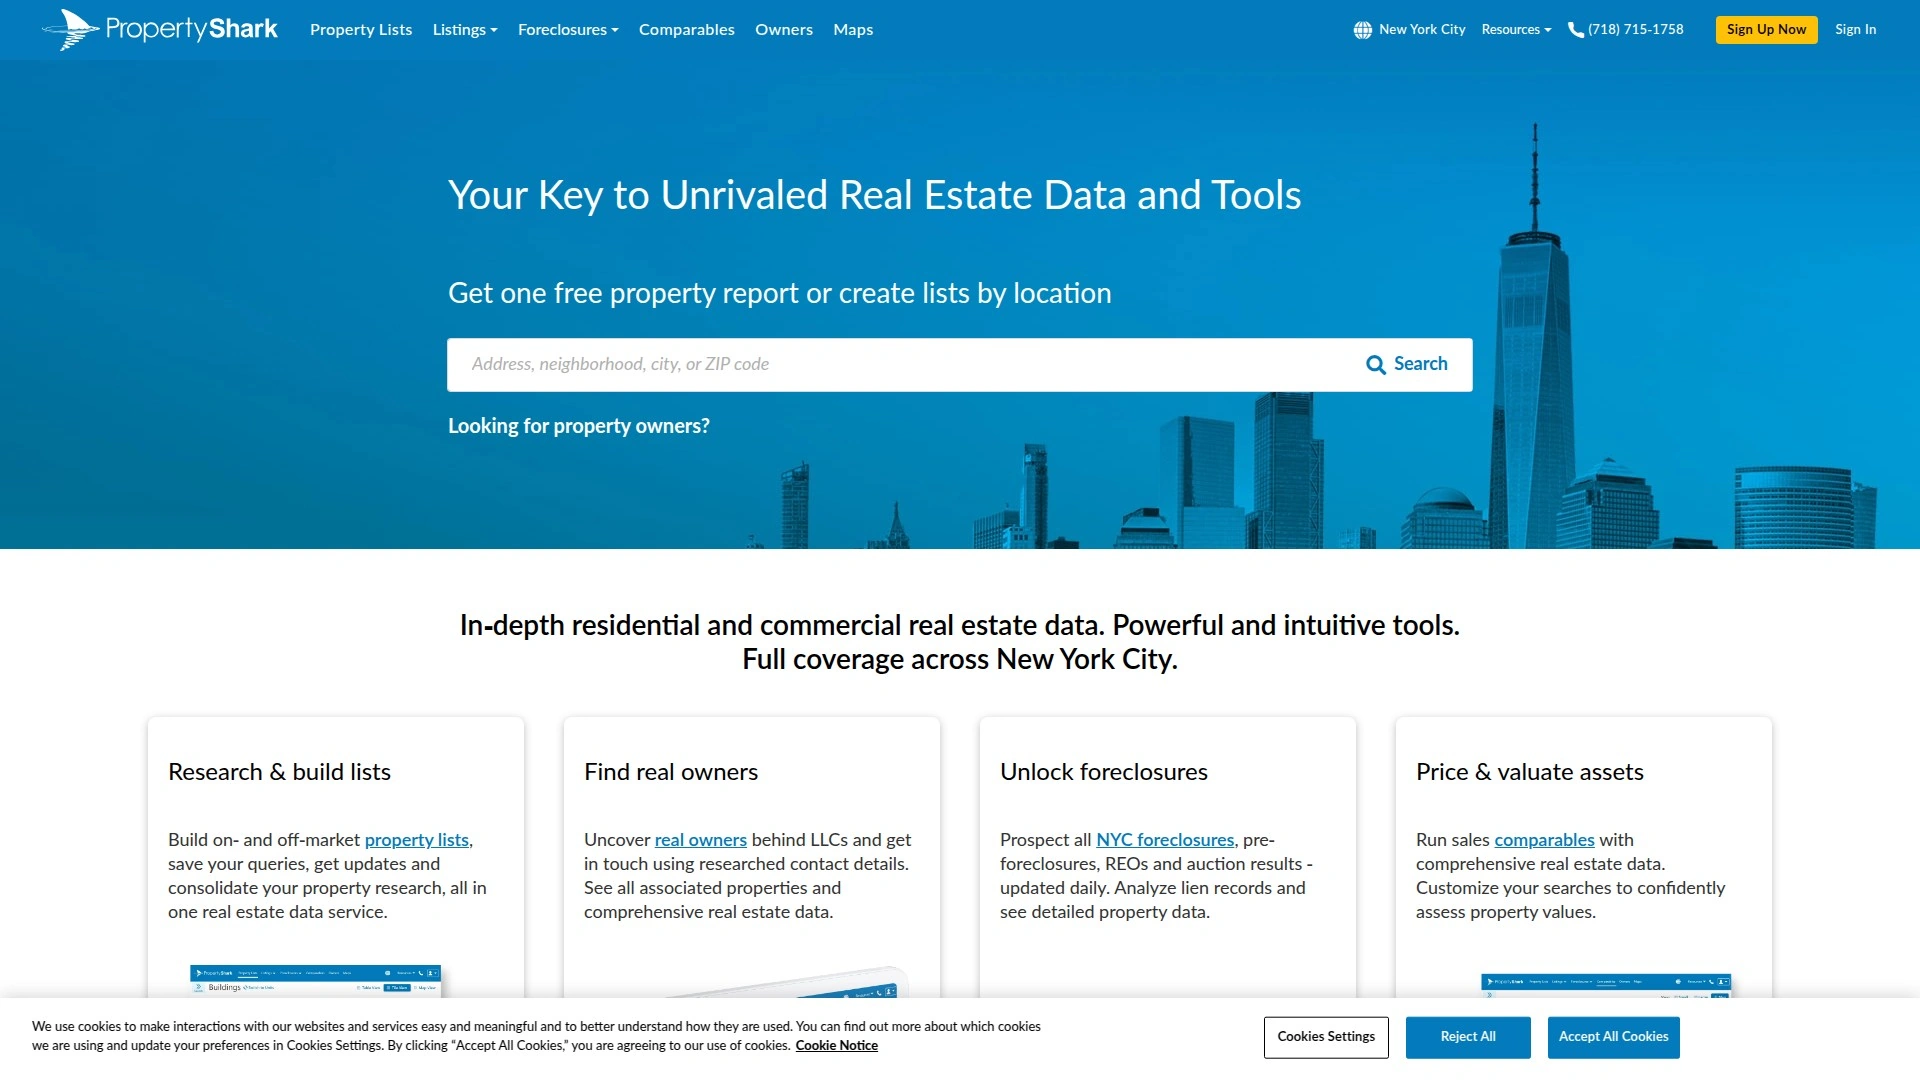 PropertyShark
Property Lists
Listings
Foreclosures
Comparables
Owners
Maps
New York City
Resources
(718) 715-1758
Sign Up Now
Sign In
Your Key to Unrivaled Real Estate Data and Tools
Get one free property report or create lists by location
Address, neighborhood, city, or ZIP code
Search
Looking for property owners?
In-depth residential and commercial real estate data. Powerful and intuitive tools.
Full coverage across New York City.
Research & build lists
Build on- and off-market property lists,
save your queries, get updates and
consolidate your property research, all in
one real estate data service.
PropertyShark
Buildings
Find real owners
Uncover real owners behind LLCs and get
in touch using researched contact details.
See all associated properties and
comprehensive real estate data.
Unlock foreclosures
Prospect all NYC foreclosures, pre-
foreclosures, REOs and auction results -
updated daily. Analyze lien records and
see detailed property data.
Price & valuate assets
Run sales comparables with
comprehensive real estate data.
Customize your searches to confidently
assess property values.
PropertyShark
We use cookies to make interactions with our websites and services easy and meaningful and to better understand how they are used. You can find out more about which cookies
we are using and update your preferences in Cookies Settings. By clicking “Accept All Cookies,” you are agreeing to our use of cookies. Cookie Notice
Cookies Settings
Reject All
Accept All Cookies